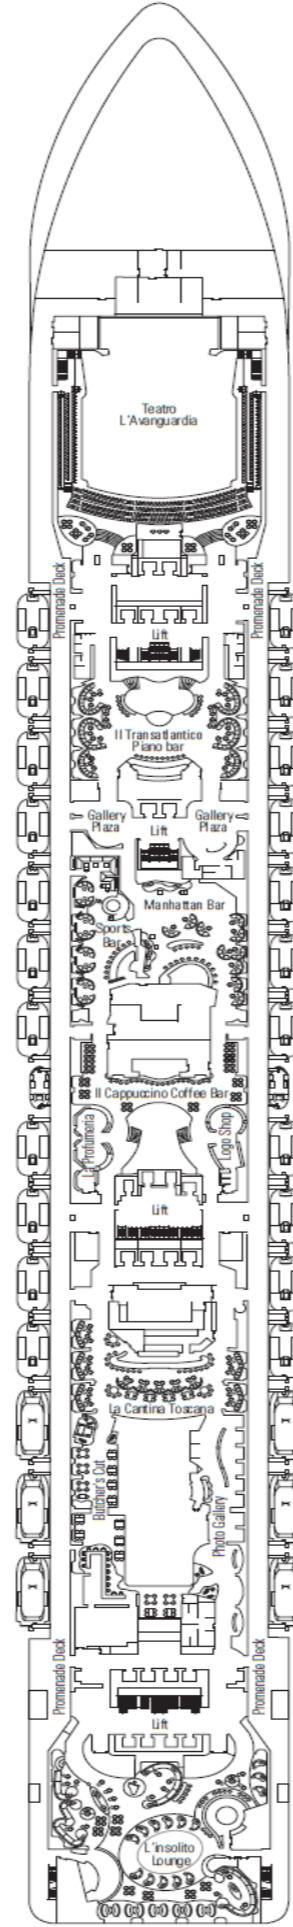 Teatro
L'Avanguardia
Promenade Deck
Promenade Deck
Lift
Il Transatlantico
Piano bar
Gallery
Plaza
Gallery
Plaza
Lift
Manhattan Bar
Sports
Bar
Il Cappuccino Coffee Bar
La Profumeria
Logo Shop
Lift
La Cantina Toscana
Butcher's Cut
Photo Gallery
Promenade Deck
Promenade Deck
Lift
L'insolito
Lounge